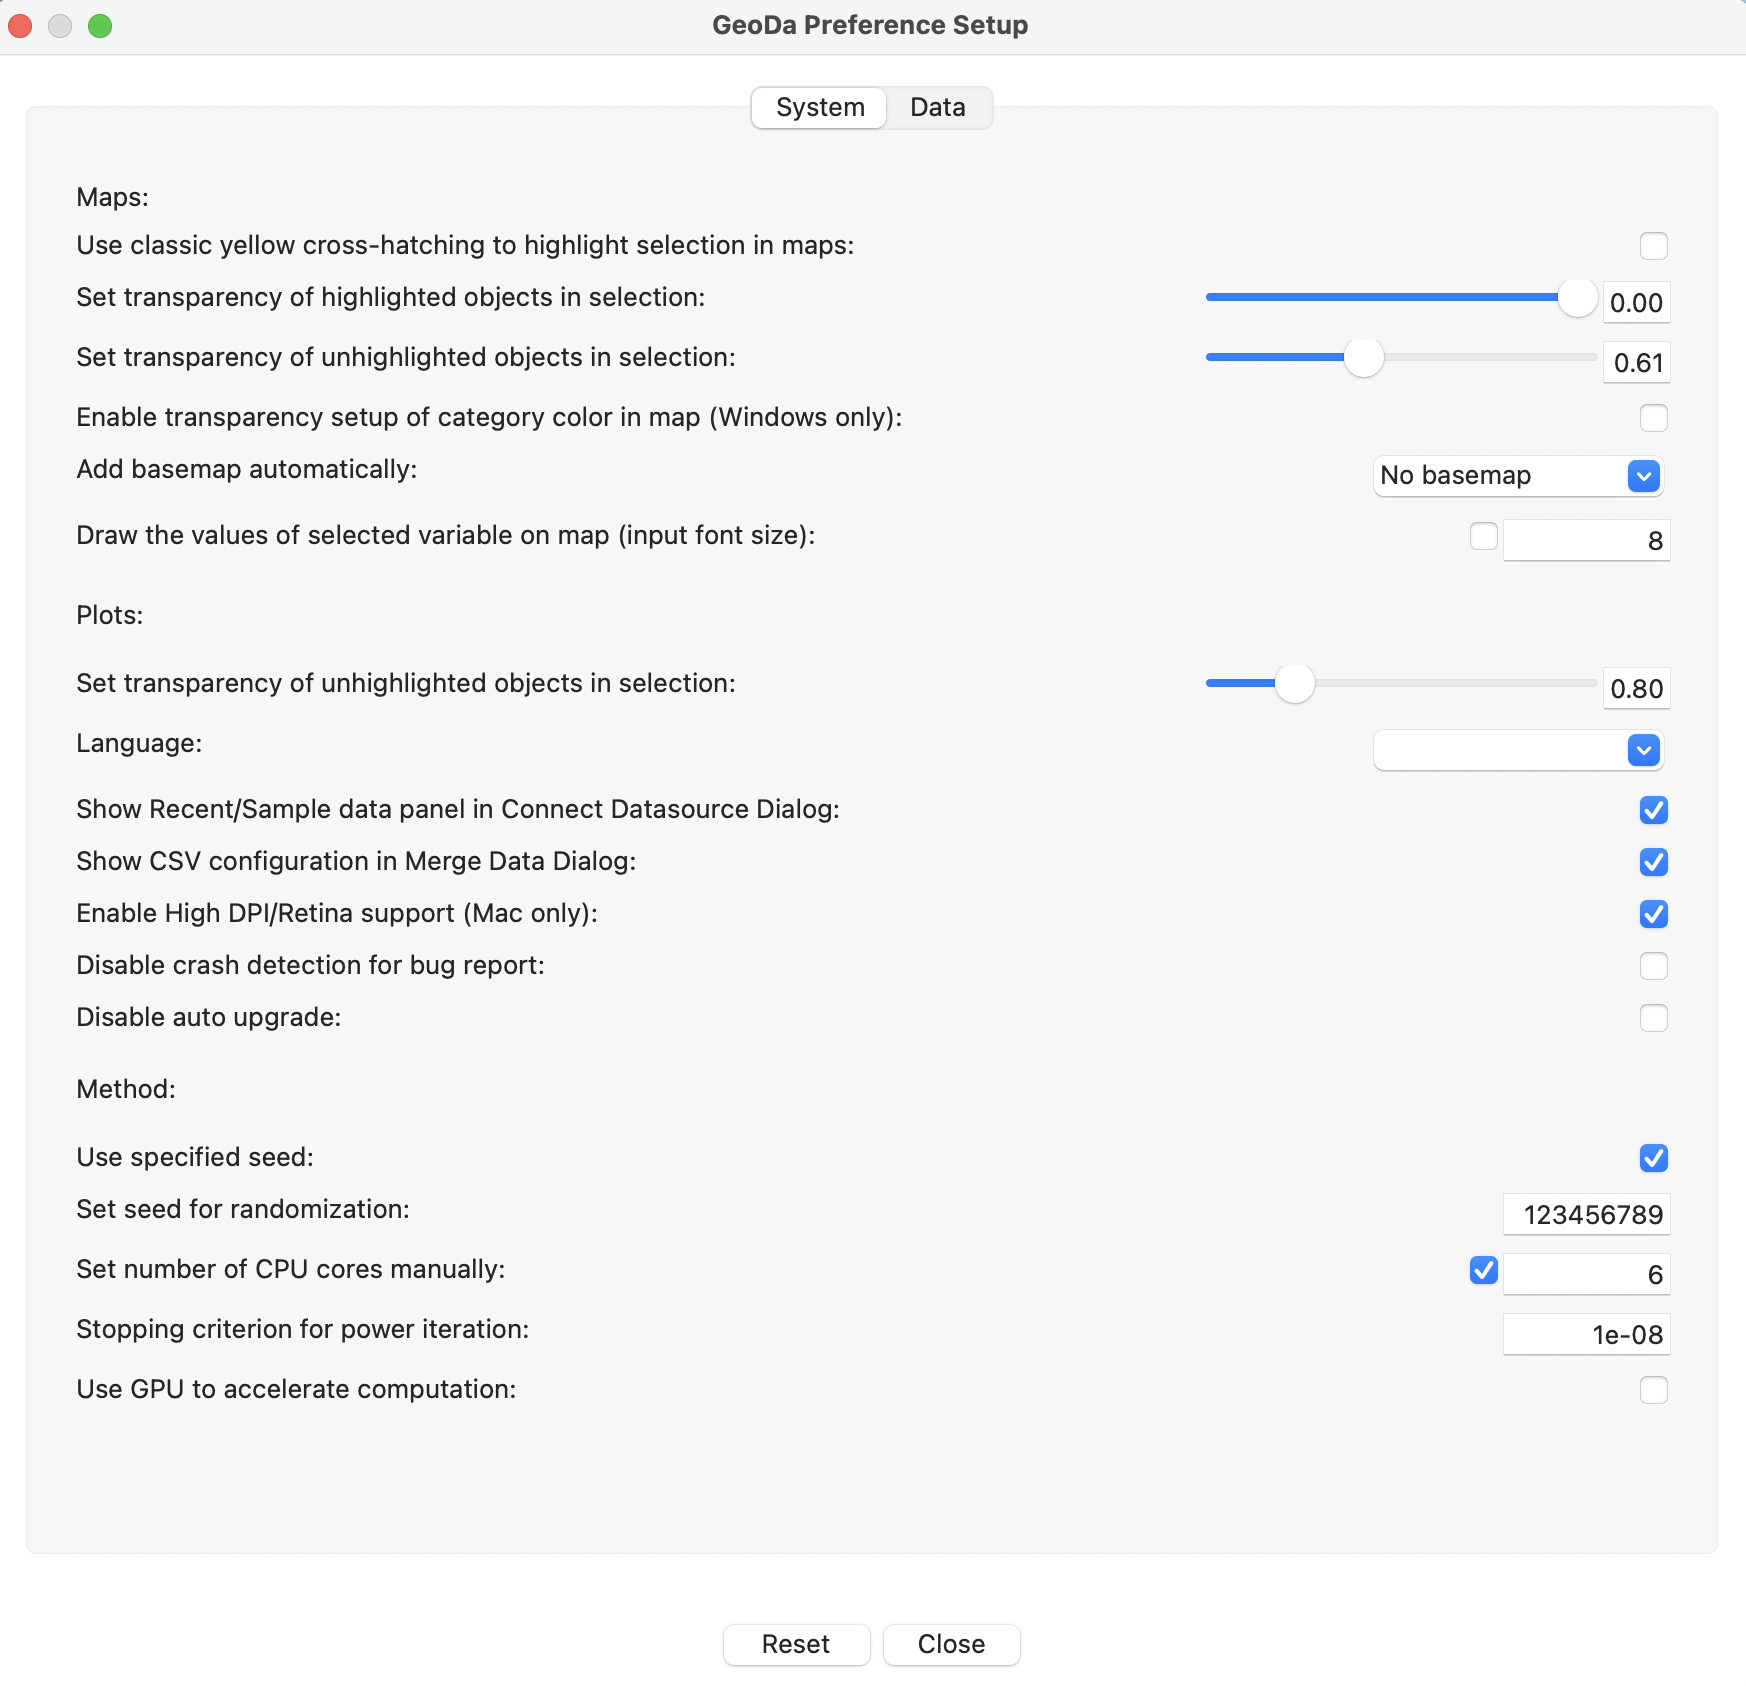 GeoDa Preference Setup
System Data
Maps:
Use classic yellow cross-hatching to highlight selection in maps:
Set transparency of highlighted objects in selection: 0.00
Set transparency of unhighlighted objects in selection: 0.61
Enable transparency setup of category color in map (Windows only):
Add basemap automatically: No basemap
Draw the values of selected variable on map (input font size): 8
Plots:
Set transparency of unhighlighted objects in selection: 0.80
Language:
Show Recent/Sample data panel in Connect Datasource Dialog:
Show CSV configuration in Merge Data Dialog:
Enable High DPI/Retina support (Mac only):
Disable crash detection for bug report:
Disable auto upgrade:
Method:
Use specified seed:
Set seed for randomization: 123456789
Set number of CPU cores manually: 6
Stopping criterion for power iteration: 1e-08
Use GPU to accelerate computation:
Reset Close